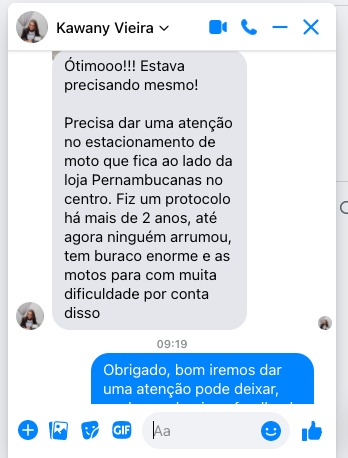 Kawany Vieira
Ótimooo!!! Estava
precisando mesmo!
Precisa dar uma atenção
no estacionamento de
moto que fica ao lado da
loja Pernambucanas no
centro. Fiz um protocolo
há mais de 2 anos, até
agora ninguém arrumou,
tem buraco enorme e as
motos para com muita
dificuldade por conta
disso
09:19
Obrigado, bom iremos dar
uma atenção pode deixar,
GIF
Aa